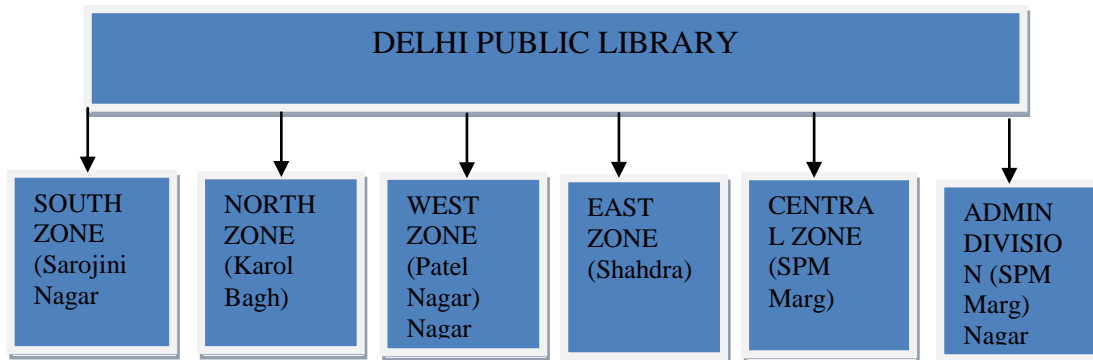 DELHI PUBLIC LIBRARY
SOUTH
ZONE
(Sarojini
Nagar
NORTH
ZONE
(Karol
Bagh)
WEST
ZONE
(Patel
Nagar)
Nagar
EAST
ZONE
(Shahdra)
CENTRA
L ZONE
(SPM
Marg)
ADMIN
DIVISIO
N (SPM
Marg)
Nagar